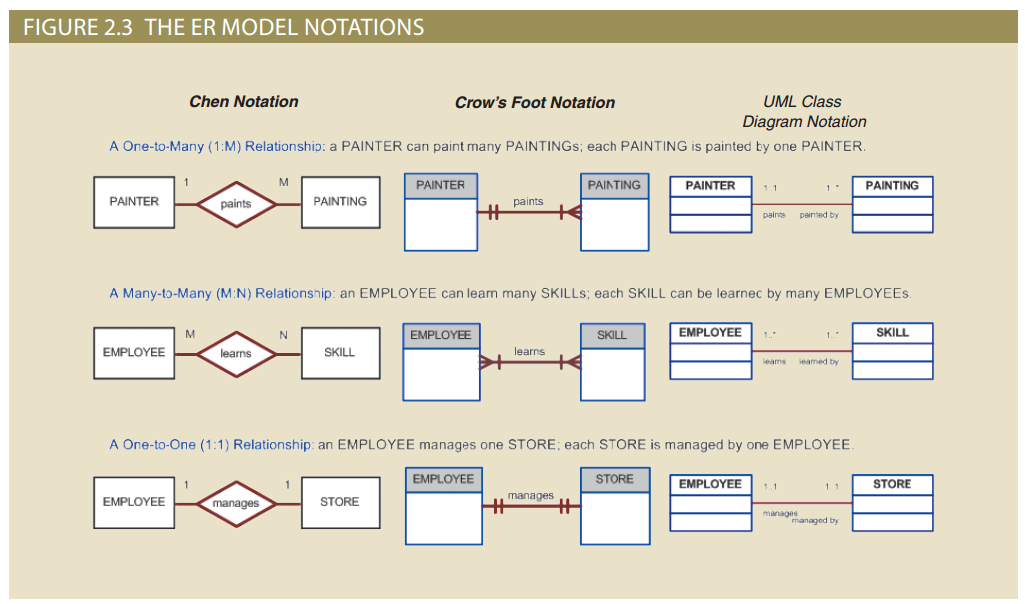 FIGURE 2.3 THE ER MODEL NOTATIONS
Chen Notation
Crow's Foot Notation
UML Class
Diagram Notation
A One-to-Many (1:M) Relationship: a PAINTER can paint many PAINTINGs; each PAINTING is painted by one PAINTER.
PAINTER
1
paints
M
PAINTING
PAINTER
paints
PAINTING
PAINTER
1..1
1..*
PAINTING
paints
painted by
A Many-to-Many (M:N) Relationship: an EMPLOYEE can learn many SKILLs; each SKILL can be learned by many EMPLOYEEs.
EMPLOYEE
M
learns
N
SKILL
EMPLOYEE
learns
SKILL
EMPLOYEE
1..*
1..*
SKILL
learns
learned by
A One-to-One (1:1) Relationship: an EMPLOYEE manages one STORE; each STORE is managed by one EMPLOYEE.
EMPLOYEE
1
manages
1
STORE
EMPLOYEE
manages
STORE
EMPLOYEE
1..1
1..1
STORE
manages
managed by